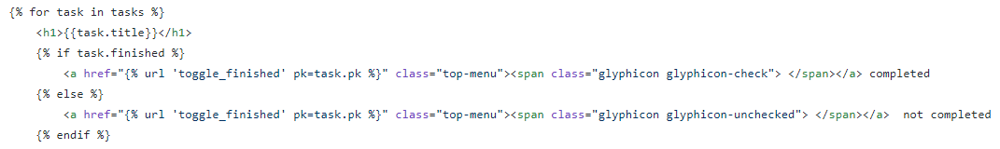 {% for task in tasks %}
<h1>{{task.title}}</h1>
{% if task.finished %}
<a href="{% url 'toggle_finished' pk=task.pk %}" class="top-menu"><span class="glyphicon glyphicon-check"> </span></a> completed
{% else %}
<a href="{% url 'toggle_finished' pk=task.pk %}" class="top-menu"><span class="glyphicon glyphicon-unchecked"> </span></a>  not completed
{% endif %}